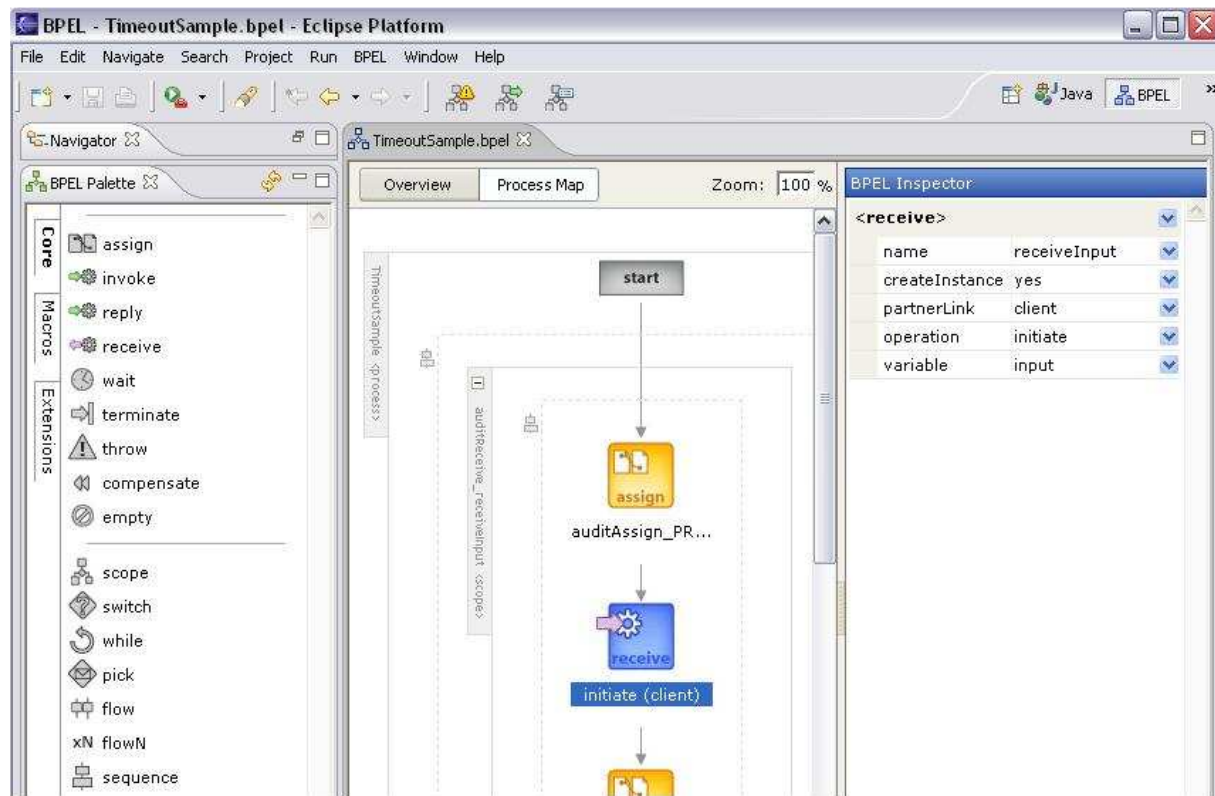 BPEL - TimeoutSample.bpel - Eclipse Platform
File Edit Navigate Search Project Run BPEL Window Help
Java BPEL »
Navigator
BPEL Palette
Core
Macros
Extensions
assign
invoke
reply
receive
wait
terminate
throw
compensate
empty
scope
switch
while
pick
flow
xN flowN
sequence
TimeoutSample.bpel
Overview Process Map Zoom: 100 %
TimeoutSample <process>
auditReceive_receiveInput <scope>
start
assign
auditAssign_PR...
receive
initiate (client)
BPEL Inspector
<receive>
name receiveInput
createInstance yes
partnerLink client
operation initiate
variable input